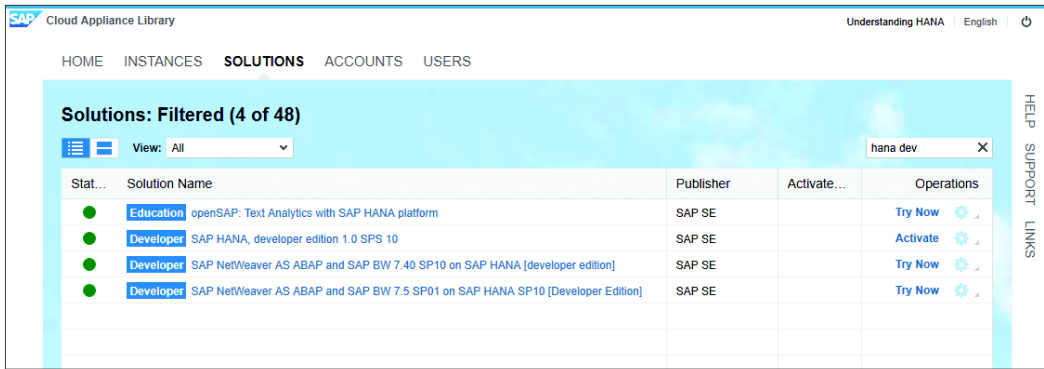 SAP Cloud Appliance Library
Understanding HANA English
HOME INSTANCES SOLUTIONS ACCOUNTS USERS
Solutions: Filtered (4 of 48)
View: All hana dev
Stat... Solution Name Publisher Activate... Operations
Education openSAP: Text Analytics with SAP HANA platform SAP SE Try Now
Developer SAP HANA, developer edition 1.0 SPS 10 SAP SE Activate
Developer SAP NetWeaver AS ABAP and SAP BW 7.40 SP10 on SAP HANA [developer edition] SAP SE Try Now
Developer SAP NetWeaver AS ABAP and SAP BW 7.5 SP01 on SAP HANA SP10 [Developer Edition] SAP SE Try Now
HELP
SUPPORT
LINKS